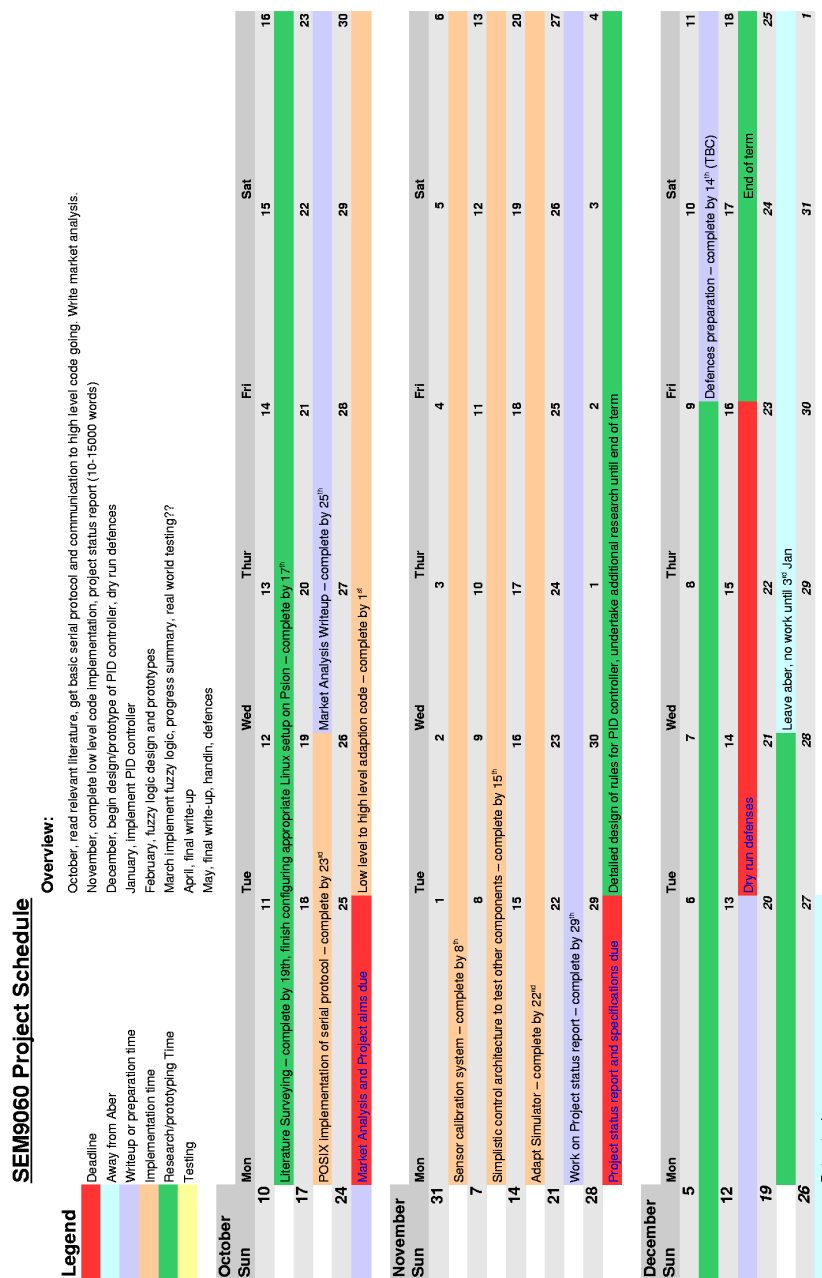 SEM9060 Project Schedule
Legend
Deadline
Away from Aber
Writeup or preparation time
Implementation time
Research/prototyping Time
Testing
Overview:
October, read relevant literature, get basic serial protocol and communication to high level code going. Write market analysis.
November, complete low level code implementation, project status report (10-15000 words)
December, begin design/prototype of PID controller, dry run defences
January, implement PID controller
February, fuzzy logic design and prototypes
March implement fuzzy logic, progress summary, real world testing??
April, final write-up
May, final write-up, handin, defences
October
Sun Mon Tue Wed Thur Fri Sat
10 11 12 13 14 15 16
Literature Surveying – complete by 19th, finish configuring appropriate Linux setup on Psion – complete by 17th
17 18 19 20 21 22 23
POSIX Implementation of serial protocol – complete by 23rd Market Analysis Writeup – complete by 25th
24 25 26 27 28 29 30
Market Analysis and Project aims due Low level to high level adaption code – complete by 1st
November
Sun Mon Tue Wed Thur Fri Sat
31 1 2 3 4 5 6
Sensor calibration system – complete by 8th
7 8 9 10 11 12 13
Simplistic control architecture to test other components – complete by 15th
14 15 16 17 18 19 20
Adapt Simulator – complete by 22nd
21 22 23 24 25 26 27
Work on Project status report – complete by 29th
28 29 30 1 2 3 4
Project status report and specifications due Detailed design of rules for PID controller, undertake additional research until end of term
December
Sun Mon Tue Wed Thur Fri Sat
5 6 7 8 9 10 11
Defences preparation – complete by 14th (TBC)
12 13 14 15 16 17 18
Dry run defenses End of term
19 20 21 22 23 24 25
Leave aber, no work until 3rd Jan
26 27 28 29 30 31 1